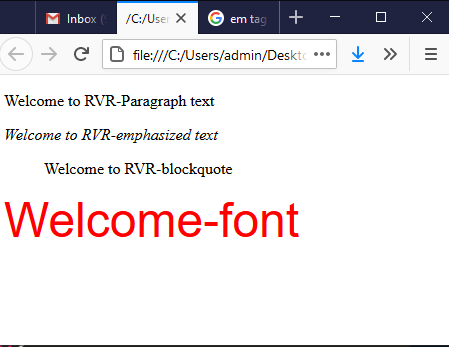 Inbox (
/C:/User
em tag
file:///C:/Users/admin/Deskto
Welcome to RVR-Paragraph text
Welcome to RVR-emphasized text
Welcome to RVR-blockquote
Welcome-font